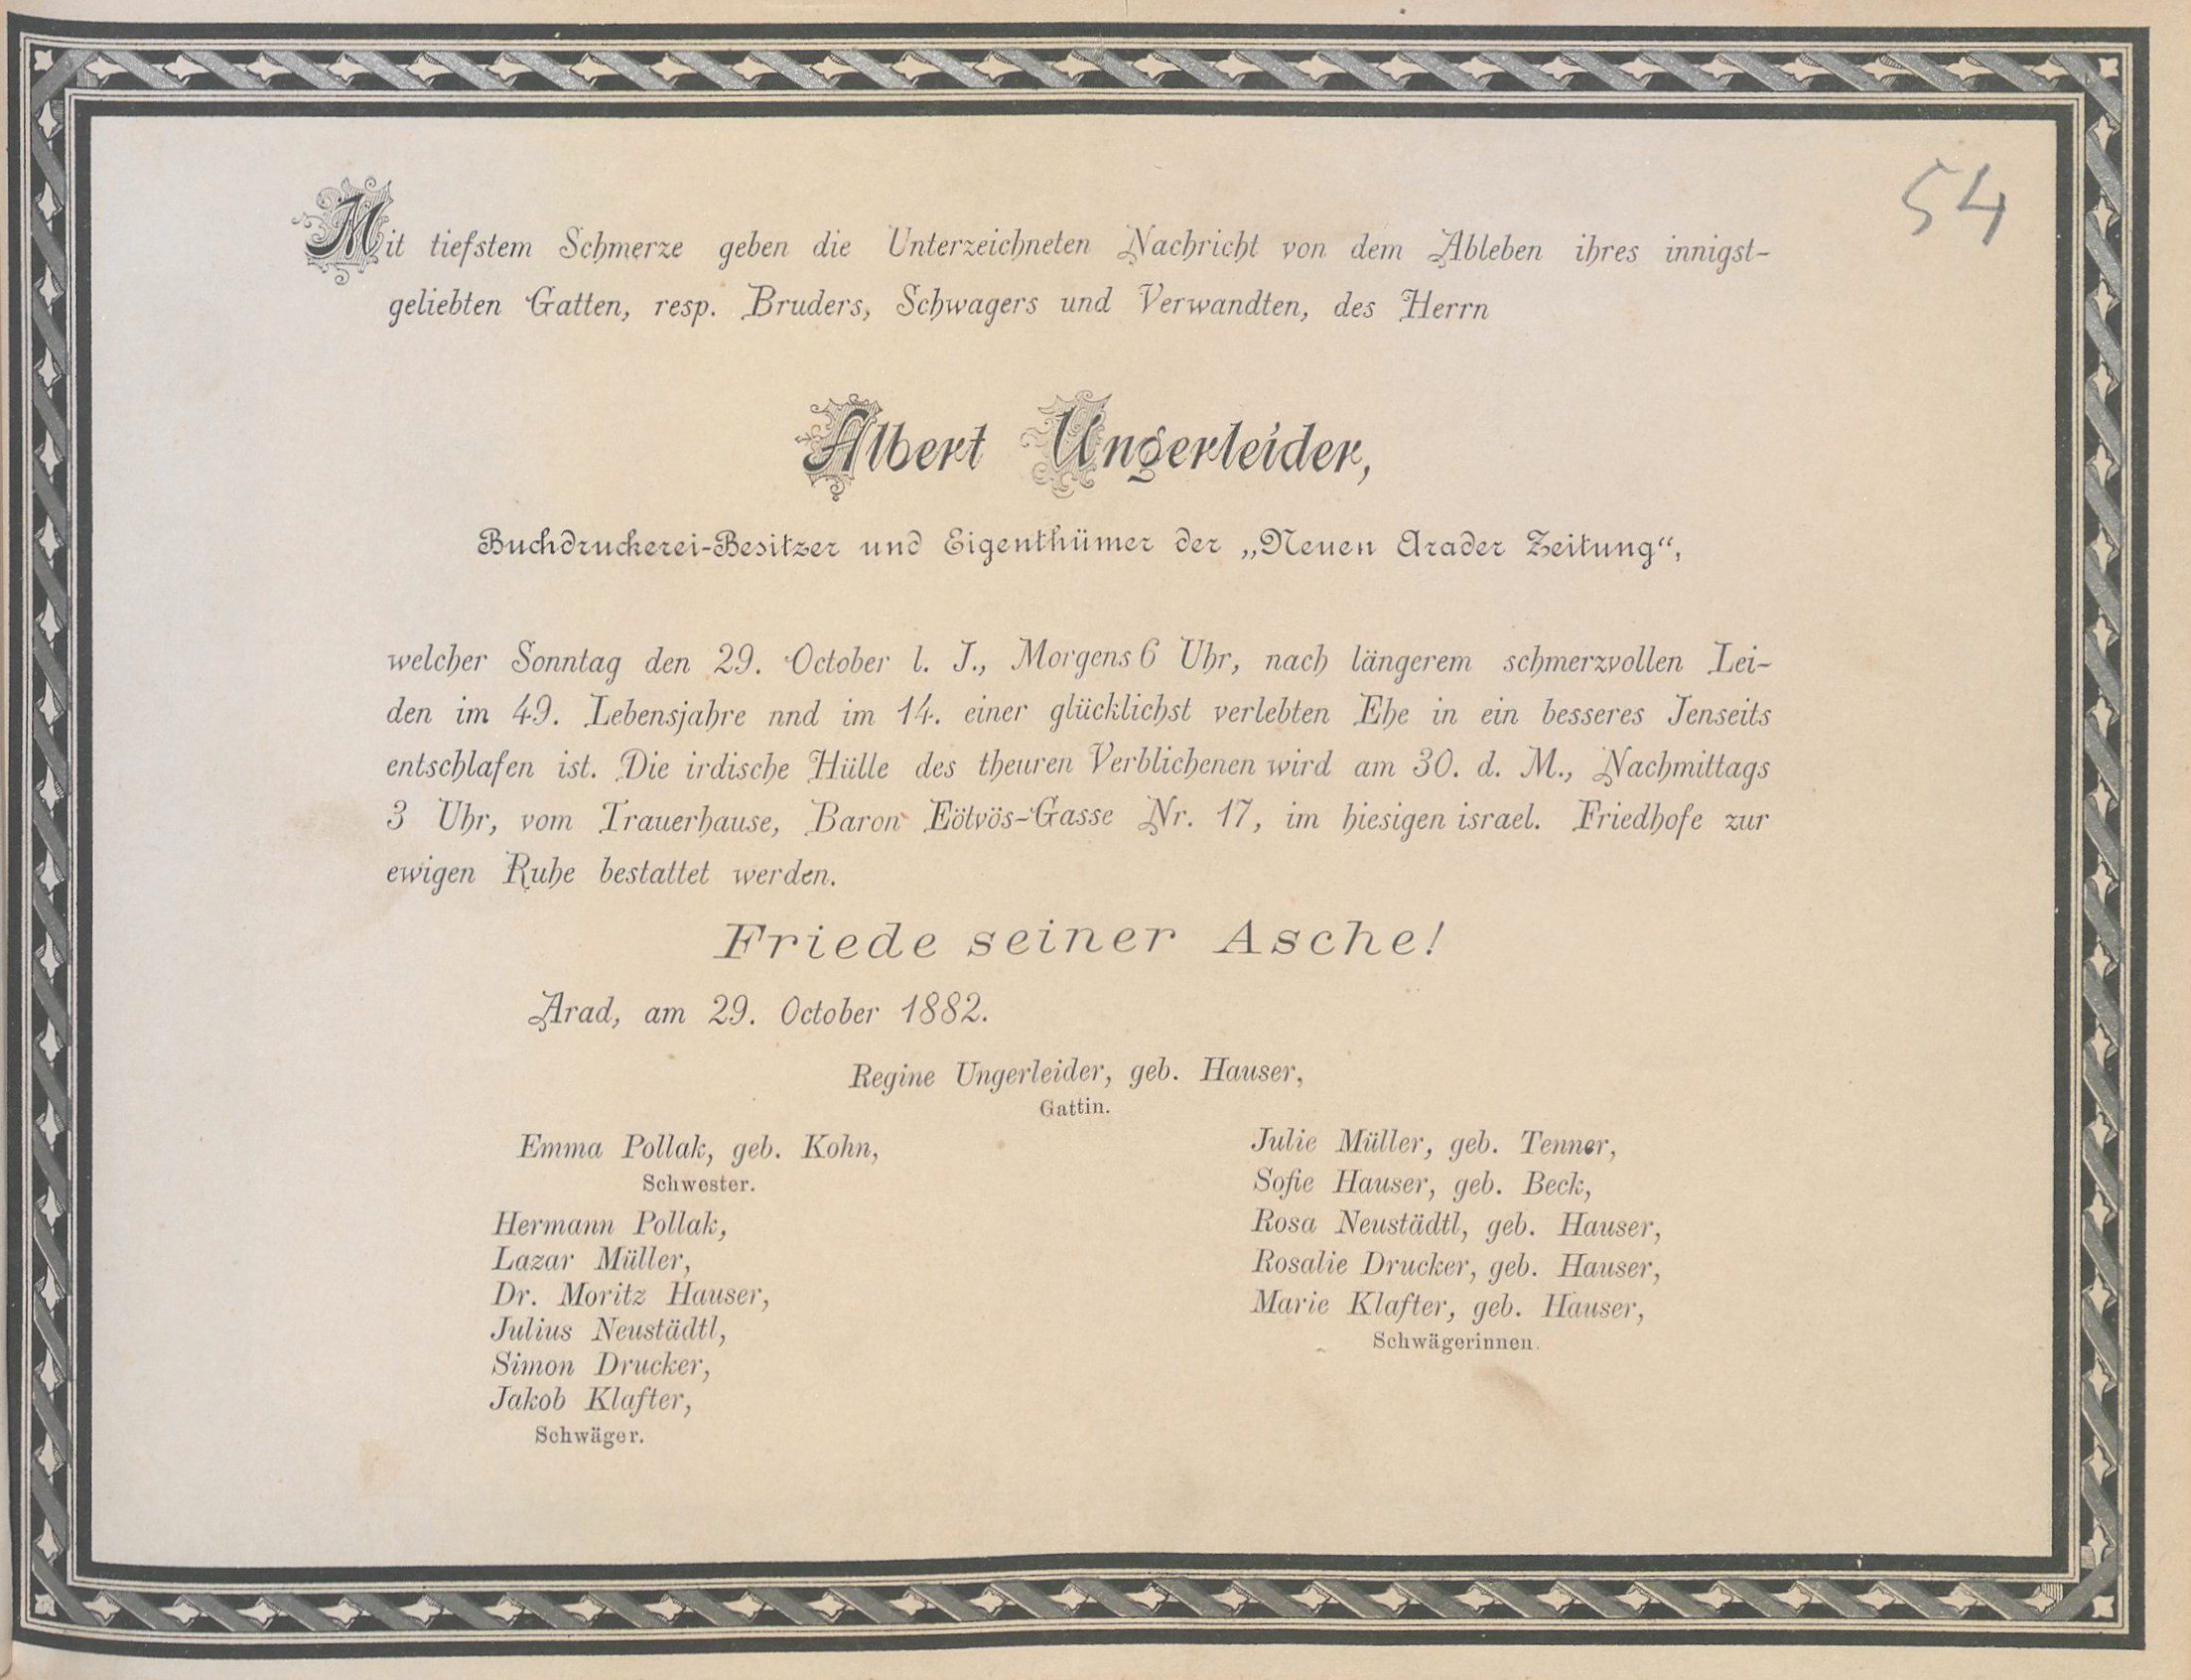 54
Mit tiefstem Schmerze geben die Unterzeichneten Nachricht von dem Ableben ihres innigst-
geliebten Gatten, resp. Bruders, Schwagers und Verwandten, des Herrn
Albert Ungerleider,
Buchdruckerei-Besitzer und Eigenthümer der „Neuen Arader Zeitung“,
welcher Sonntag den 29. October l. J., Morgens 6 Uhr, nach längerem schmerzvollen Lei-
den im 49. Lebensjahre nnd im 14. einer glücklichst verlebten Ehe in ein besseres Jenseits
entschlafen ist. Die irdische Hülle des theuren Verblichenen wird am 30. d. M., Nachmittags
3 Uhr, vom Trauerhause, Baron Eötvös-Gasse Nr. 17, im hiesigen israel. Friedhofe zur
ewigen Ruhe bestattet werden.
Friede seiner Asche!
Arad, am 29. October 1882.
Regine Ungerleider, geb. Hauser,
Gattin.
Emma Pollak, geb. Kohn,
Schwester.
Hermann Pollak,
Lazar Müller,
Dr. Moritz Hauser,
Julius Neustädtl,
Simon Drucker,
Jakob Klafter,
Schwäger.
Julie Müller, geb. Tenner,
Sofie Hauser, geb. Beck,
Rosa Neustädtl, geb. Hauser,
Rosalie Drucker, geb. Hauser,
Marie Klafter, geb. Hauser,
Schwägerinnen.